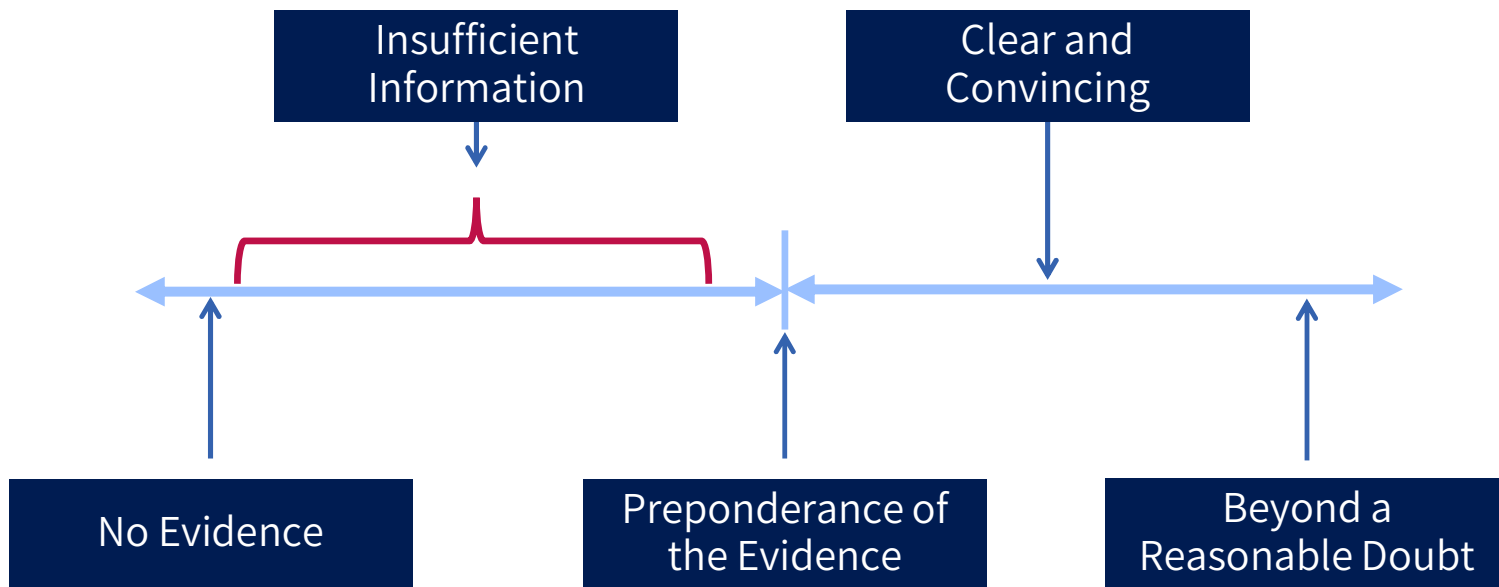 Insufficient
Information
Clear and
Convincing
No Evidence
Preponderance of
the Evidence
Beyond a
Reasonable Doubt